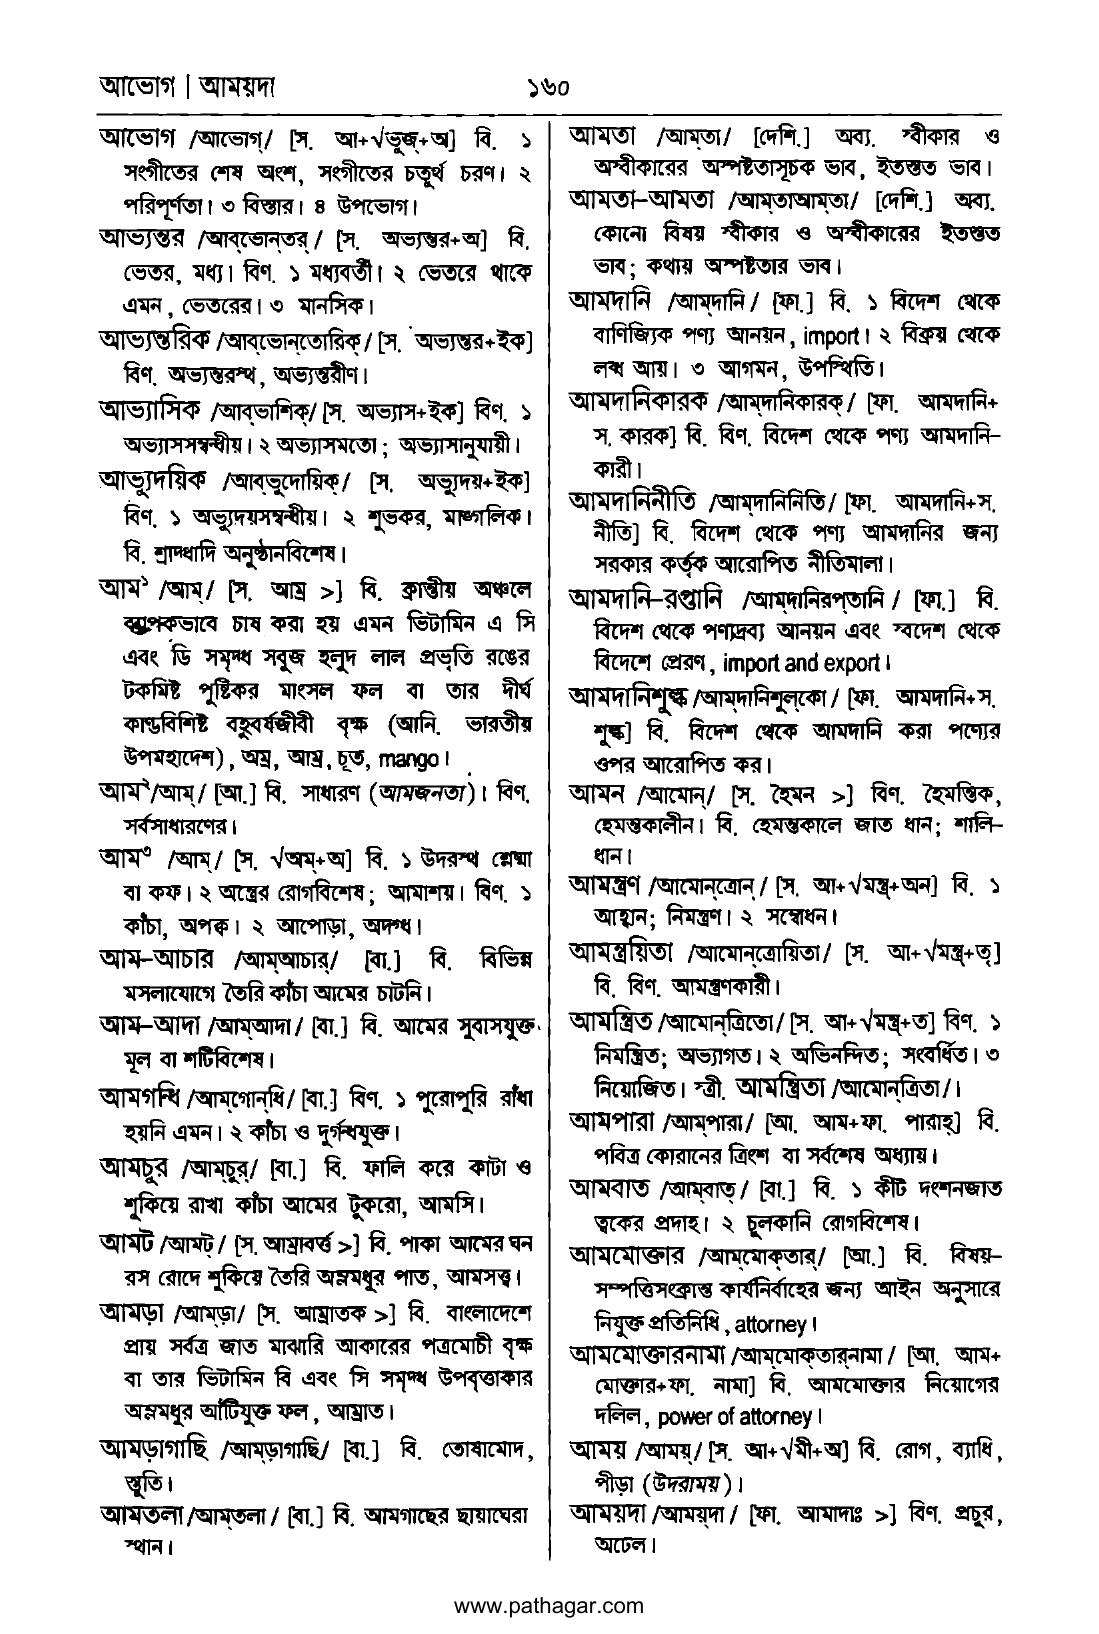 আভোগ | আময়দা ১৬০
আভোগ /আভোগ্/ [স. আ+√ভুজ্+অ] বি. ১
সংগীতের শেষ অংশ, সংগীতের চতুর্থ চরণ। ২
পরিপূর্ণতা। ৩ বিস্তার। ৪ উপভোগ।
আভ্যন্তর /আব্‌ভোন্‌তর্/ [স. অভ্যন্তর+অ] বি.
ভেতর, মধ্য। বিণ. ১ মধ্যবর্তী। ২ ভেতরে থাকে
এমন, ভেতরের। ৩ মানসিক।
আভ্যন্তরিক /আব্‌ভোন্‌তোরিক্/ [স. অভ্যন্তর+ইক]
বিণ. অভ্যন্তরস্থ, অভ্যন্তরীণ।
আভ্যাসিক /আব্‌ভাশিক্/ [স. অভ্যাস+ইক] বিণ. ১
অভ্যাসসম্বন্ধীয়। ২ অভ্যাসমতো; অভ্যাসানুযায়ী।
আভ্যুদয়িক /আব্‌ভুদোয়িক্/ [স. অভ্যুদয়+ইক]
বিণ. ১ অভ্যুদয়সম্বন্ধীয়। ২ শুভকর, মাঙ্গলিক।
বি. শ্রাদ্ধাদি অনুষ্ঠানবিশেষ।
আম১ /আম্/ [স. আম্র >] বি. ক্রান্তীয় অঞ্চলে
ব্যাপকভাবে চাষ করা হয় এমন ভিটামিন এ সি
এবং ডি সমৃদ্ধ সবুজ হলুদ লাল প্রভৃতি রঙের
টকমিষ্ট পুষ্টিকর মাংসল ফল বা তার দীর্ঘ
কাণ্ডবিশিষ্ট বহুবর্ষজীবী বৃক্ষ (আনি. ভারতীয়
উপমহাদেশ), অম্র, আম্র, চূত, mango।
আম২ /আম্/ [আ.] বি. সাধারণ (আমজনতা)। বিণ.
সর্বসাধারণের।
আম৩ /আম্/ [স. √অম্+অ] বি. ১ উদরস্থ শ্লেষ্মা
বা কফ। ২ অন্ত্রের রোগবিশেষ; আমাশয়। বিণ. ১
কাঁচা, অপক্ব। ২ আপোড়া, অদগ্ধ।
আম-আচার /আম্‌আচার্/ [বা.] বি. বিভিন্ন
মসলাযোগে তৈরি কাঁচা আমের চাটনি।
আম-আদা /আম্‌আদা/ [বা.] বি. আমের সুবাসযুক্ত
মূল বা শটিবিশেষ।
আমগন্ধি /আম্‌গোন্‌ধি/ [বা.] বিণ. ১ পুরোপুরি রাঁধা
হয়নি এমন। ২ কাঁচা ও দুর্গন্ধযুক্ত।
আমচুর /আম্‌চুর্/ [বা.] বি. ফালি করে কাটা ও
শুকিয়ে রাখা কাঁচা আমের টুকরো, আমসি।
আমট /আমট্/ [স. আম্রাবর্ত্ত >] বি. পাকা আমের ঘন
রস রোদে শুকিয়ে তৈরি অম্লমধুর পাত, আমসত্ত্ব।
আমড়া /আম্‌ড়া/ [স. আম্রাতক >] বি. বাংলাদেশে
প্রায় সর্বত্র জাত মাঝারি আকারের পত্রমোচী বৃক্ষ
বা তার ভিটামিন বি এবং সি সমৃদ্ধ উপবৃত্তাকার
অম্লমধুর আঁটিযুক্ত ফল, আম্রাত।
আমড়াগাছি /আম্‌ড়াগাছি/ [বা.] বি. তোষামোদ,
স্তুতি।
আমতলা /আম্‌তলা/ [বা.] বি. আমগাছের ছায়াঘেরা
স্থান।
আমতা /আম্‌তা/ [দেশি.] অব্য. স্বীকার ও
অস্বীকারের অস্পষ্টতাসূচক ভাব, ইতস্তত ভাব।
আমতা-আমতা /আম্‌তাআম্‌তা/ [দেশি.] অব্য.
কোনো বিষয় স্বীকার ও অস্বীকারের ইতস্তত
ভাব; কথায় অস্পষ্টতার ভাব।
আমদানি /আম্‌দানি/ [ফা.] বি. ১ বিদেশ থেকে
বাণিজ্যিক পণ্য আনয়ন, import। ২ বিক্রয় থেকে
লব্ধ আয়। ৩ আগমন, উপস্থিতি।
আমদানিকারক /আম্‌দানিকারক্/ [ফা. আমদানি+
স. কারক] বি. বিণ. বিদেশ থেকে পণ্য আমদানি-
কারী।
আমদানিনীতি /আম্‌দানিনিতি/ [ফা. আমদানি+স.
নীতি] বি. বিদেশ থেকে পণ্য আমদানির জন্য
সরকার কর্তৃক আরোপিত নীতিমালা।
আমদানি-রপ্তানি /আম্‌দানিরপ্‌তানি/ [ফা.] বি.
বিদেশ থেকে পণ্যদ্রব্য আনয়ন এবং স্বদেশ থেকে
বিদেশে প্রেরণ, import and export।
আমদানিশুল্ক /আম্‌দানিশুল্‌কো/ [ফা. আমদানি+স.
শুল্ক] বি. বিদেশ থেকে আমদানি করা পণ্যের
ওপর আরোপিত কর।
আমন /আমোন্/ [স. হৈমন >] বিণ. হৈমন্তিক,
হেমন্তকালীন। বি. হেমন্তকালে জাত ধান; শালি-
ধান।
আমন্ত্রণ /আমোন্‌ত্রোন্/ [স. আ+√মন্ত্র+অন] বি. ১
আহ্বান; নিমন্ত্রণ। ২ সম্বোধন।
আমন্ত্রয়িতা /আমোন্‌ত্রোয়িতা/ [স. আ+√মন্ত্র+তৃ]
বি. বিণ. আমন্ত্রণকারী।
আমন্ত্রিত /আমোন্‌ত্রিতো/ [স. আ+√মন্ত্র+ত] বিণ. ১
নিমন্ত্রিত; অভ্যাগত। ২ অভিনন্দিত; সংবর্ধিত। ৩
নিয়োজিত। স্ত্রী. আমন্ত্রিতা /আমোন্‌ত্রিতা/।
আমপারা /আম্‌পারা/ [আ. আম+ফা. পারাহ্] বি.
পবিত্র কোরানের ত্রিংশ বা সর্বশেষ অধ্যায়।
আমবাত /আম্‌বাত্/ [বা.] বি. ১ কীট দংশনজাত
ত্বকের প্রদাহ। ২ চুলকানি রোগবিশেষ।
আমমোক্তার /আম্‌মোক্‌তার্/ [আ.] বি. বিষয়-
সম্পত্তিসংক্রান্ত কার্যনির্বাহের জন্য আইন অনুসারে
নিযুক্ত প্রতিনিধি, attorney।
আমমোক্তারনামা /আম্‌মোক্‌তার্‌নামা/ [আ. আম+
মোক্তার+ফা. নামা] বি. আমমোক্তার নিয়োগের
দলিল, power of attorney।
আময় /আময়্/ [স. আ+√মী+অ] বি. রোগ, ব্যাধি,
পীড়া (উদরাময়)।
আময়দা /আময়্‌দা/ [ফা. আমাদাঃ >] বিণ. প্রচুর,
অঢেল।
www.pathagar.com